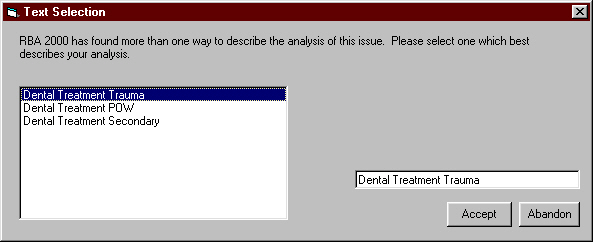 Text Selection
RBA 2000 has found more than one way to describe the analysis of this issue.  Please select one which best
describes your analysis.
Dental Treatment Trauma
Dental Treatment POW
Dental Treatment Secondary
Dental Treatment Trauma
Accept
Abandon